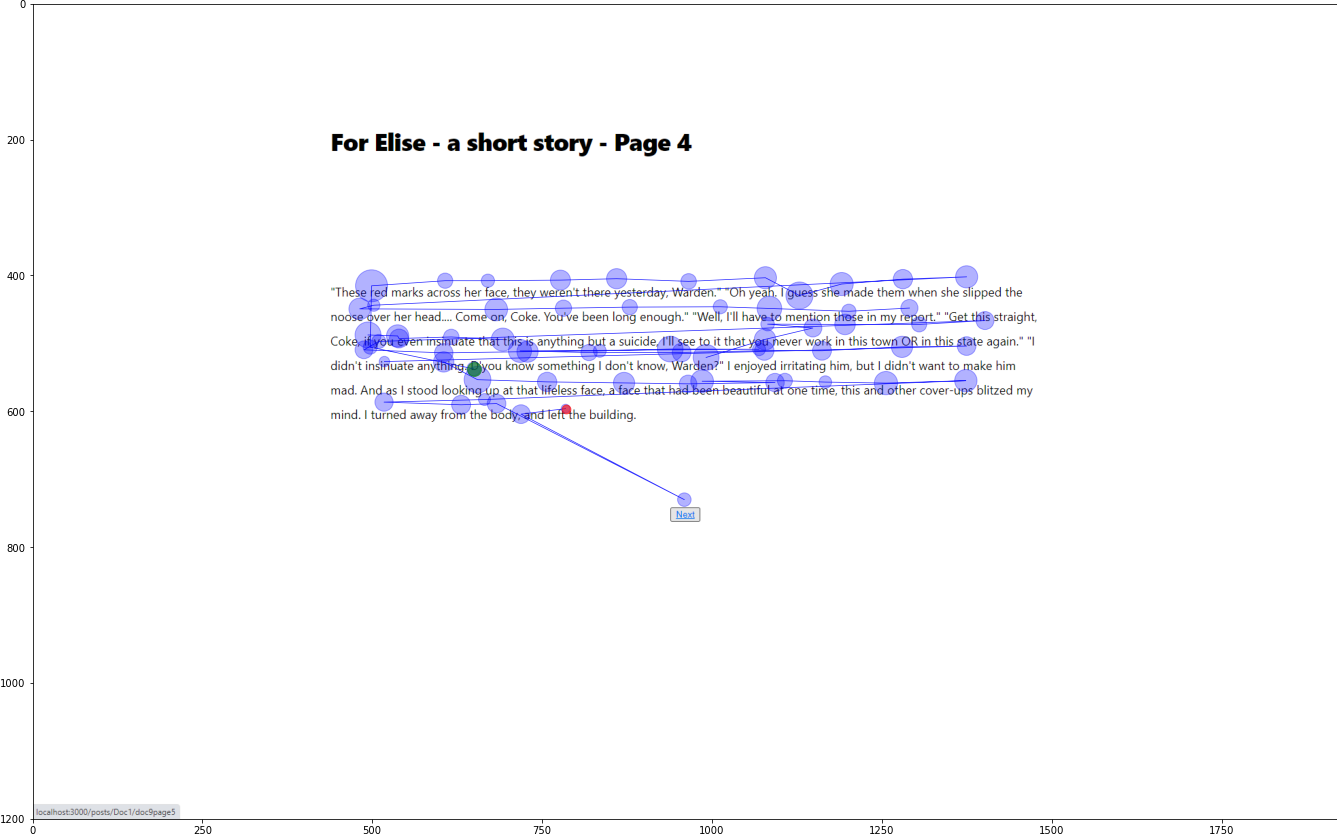 For Elise - a short story - Page 4
"These red marks across her face, they weren't there yesterday, Warden." "Oh yeah, I guess she made them when she slipped the
noose over her head.... Come on, Coke. You've been long enough." "Well, I'll have to mention those in my report." "Get this straight,
Coke, if you even insinuate that this is anything but a suicide, I'll see to it that you never work in this town OR in this state again." "I
didn't insinuate anything. Do you know something I don't know, Warden?" I enjoyed irritating him, but I didn't want to make him
mad. And as I stood looking up at that lifeless face, a face that had been beautiful at one time, this and other cover-ups blitzed my
mind. I turned away from the body, and left the building.
Next
localhost:3000/posts/Doc1/doc9page5
0
200
400
600
800
1000
1200
0 250 500 750 1000 1250 1500 1750